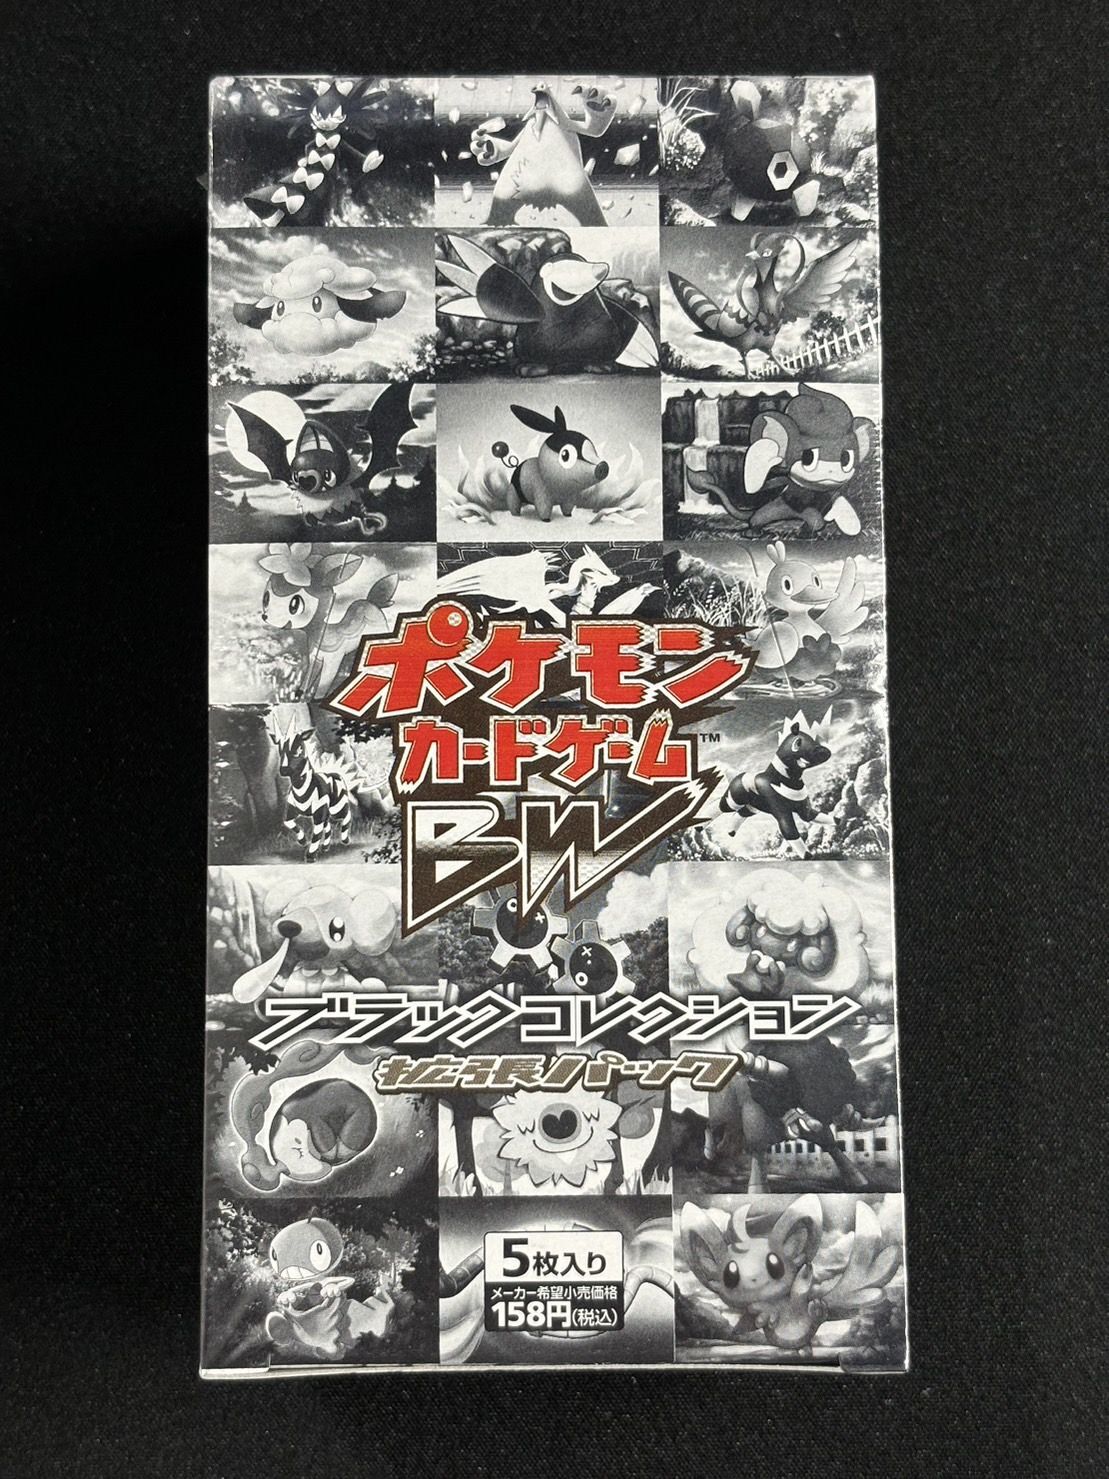 ポケモン
カードゲーム™
BW
ブラックコレクション
拡張パック
5枚入り
メーカー希望小売価格
158円(税込)